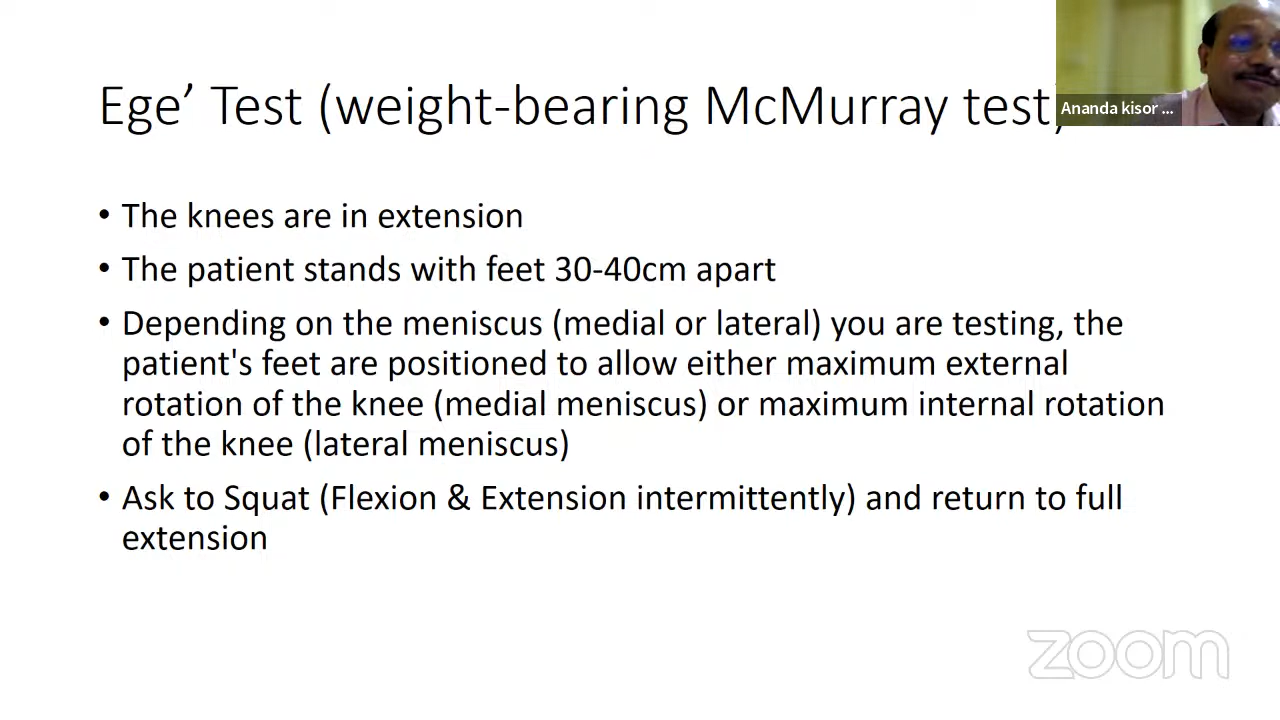 Ege’ Test (weight-bearing McMurray test)
Ananda kisor ...
• The knees are in extension
• The patient stands with feet 30-40cm apart
• Depending on the meniscus (medial or lateral) you are testing, the
patient's feet are positioned to allow either maximum external
rotation of the knee (medial meniscus) or maximum internal rotation
of the knee (lateral meniscus)
• Ask to Squat (Flexion & Extension intermittently) and return to full
extension
zoom